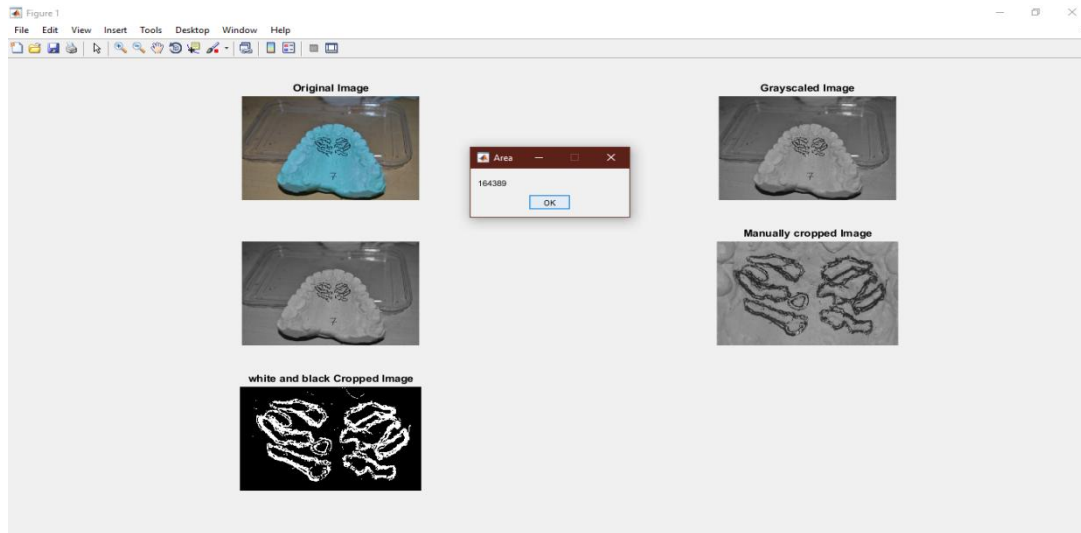 Figure 1
File Edit View Insert Tools Desktop Window Help
Original Image
Grayscaled Image
7
7
Area
164389
OK
Manually cropped Image
7
white and black Cropped Image